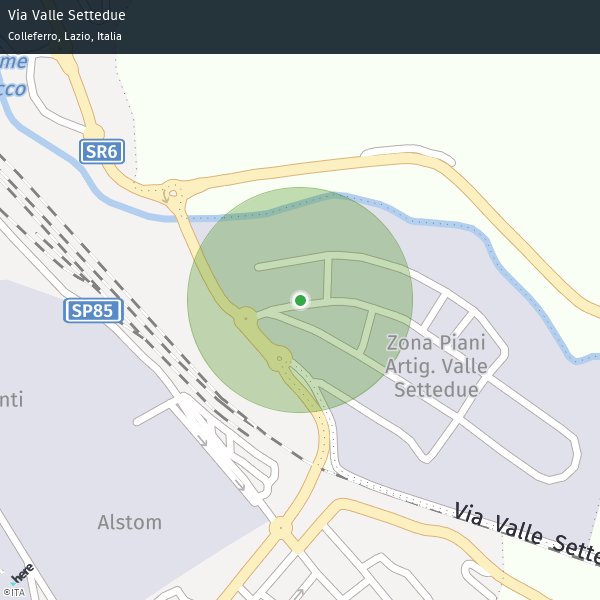 Via Valle Settedue
Colleferro, Lazio, Italia
me
cco
SR6
SP85
Zona Piani
Artig. Valle
Settedue
nti
Alstom
Via Valle Sette
here
©ITA